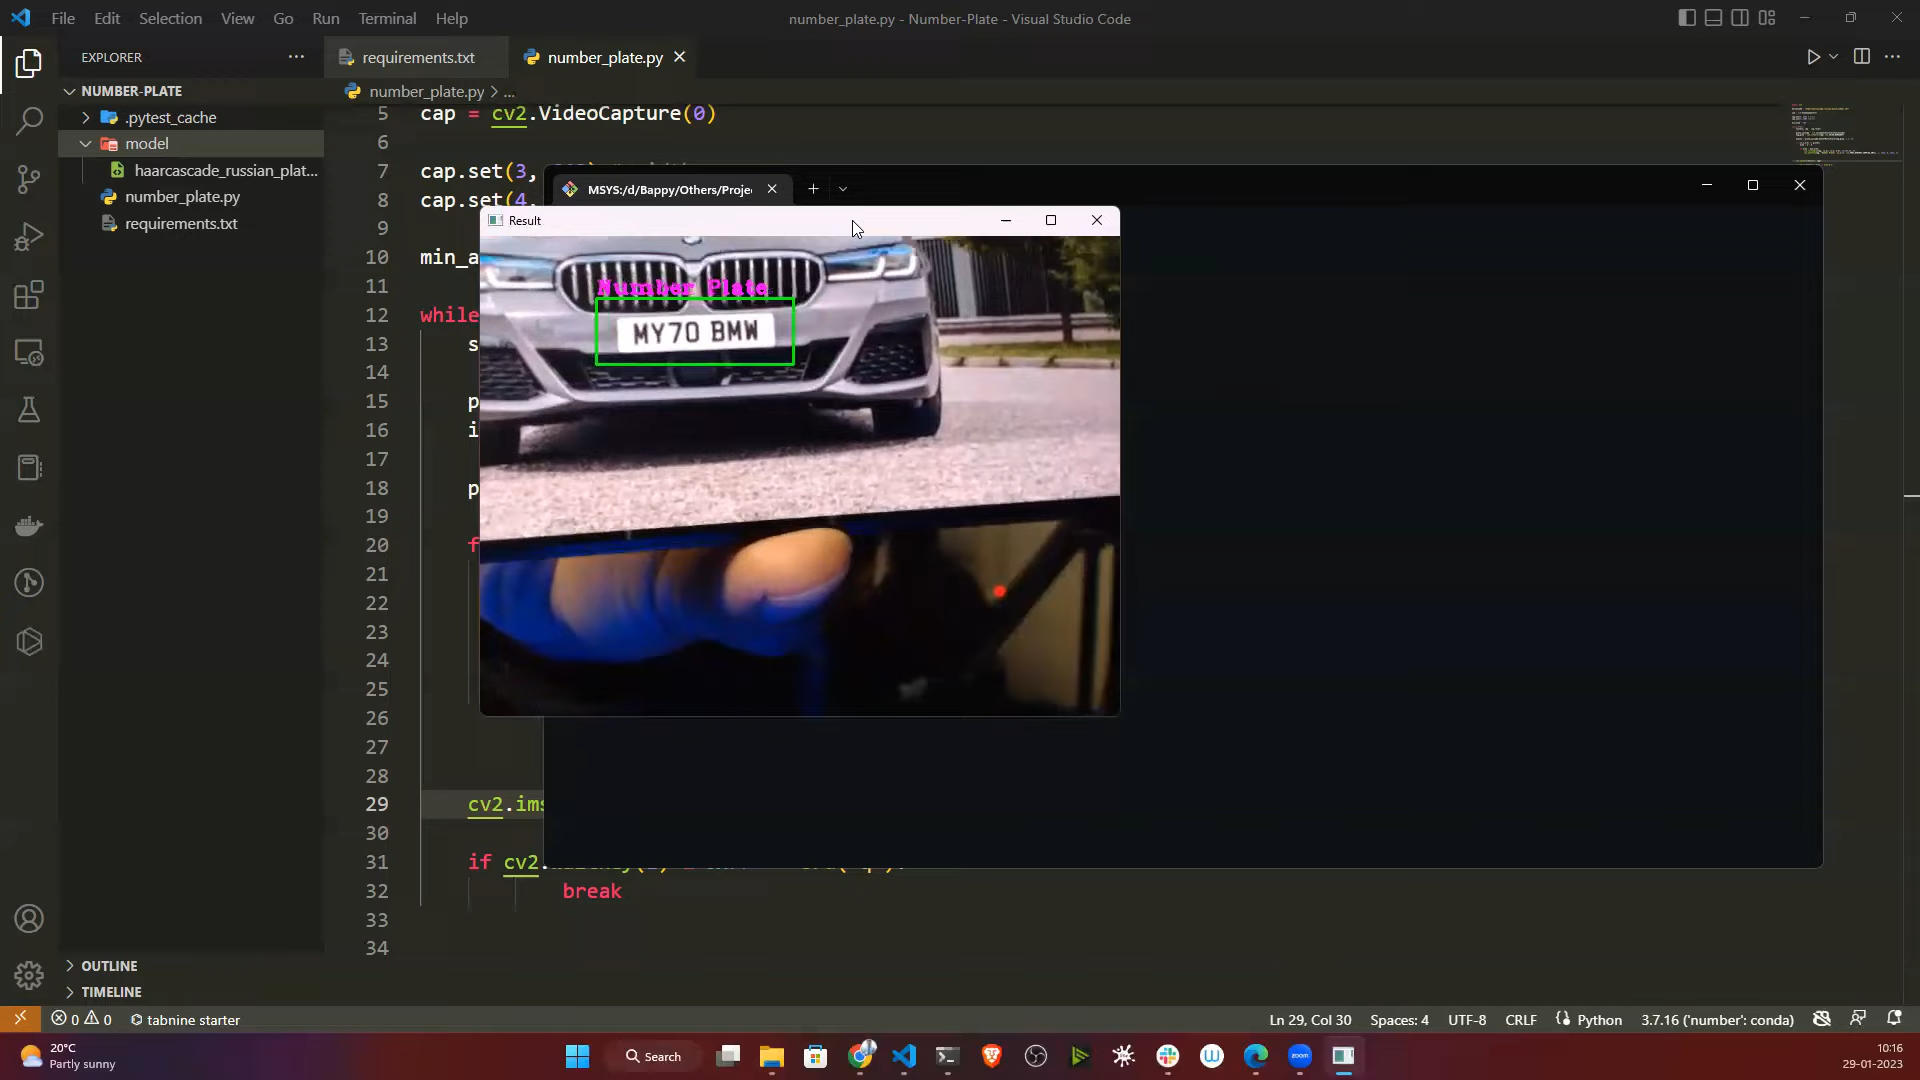 File Edit Selection View Go Run Terminal Help
number_plate.py - Number-Plate - Visual Studio Code
EXPLORER
requirements.txt
number_plate.py
NUMBER-PLATE
.pytest_cache
model
haarcascade_russian_plat...
number_plate.py
requirements.txt
number_plate.py > ...
5 cap = cv2.VideoCapture(0)
6
7 cap.set(3,
8 cap.set(4,
9
10 min_a
11
12 while
13 s
14
15 p
16 i
17
18 p
19
20 f
21
22
23
24
25
26
27
28
29 cv2.ims
30
31 if cv2.
32 break
33
34
MSYS:/d/Bappy/Others/Proje
Result
Number Plate
MY70 BMW
OUTLINE
TIMELINE
0 0 tabnine starter
Ln 29, Col 30 Spaces: 4 UTF-8 CRLF Python 3.7.16 ('number': conda)
20°C
Partly sunny
Search
zoom
10:16
29-01-2023